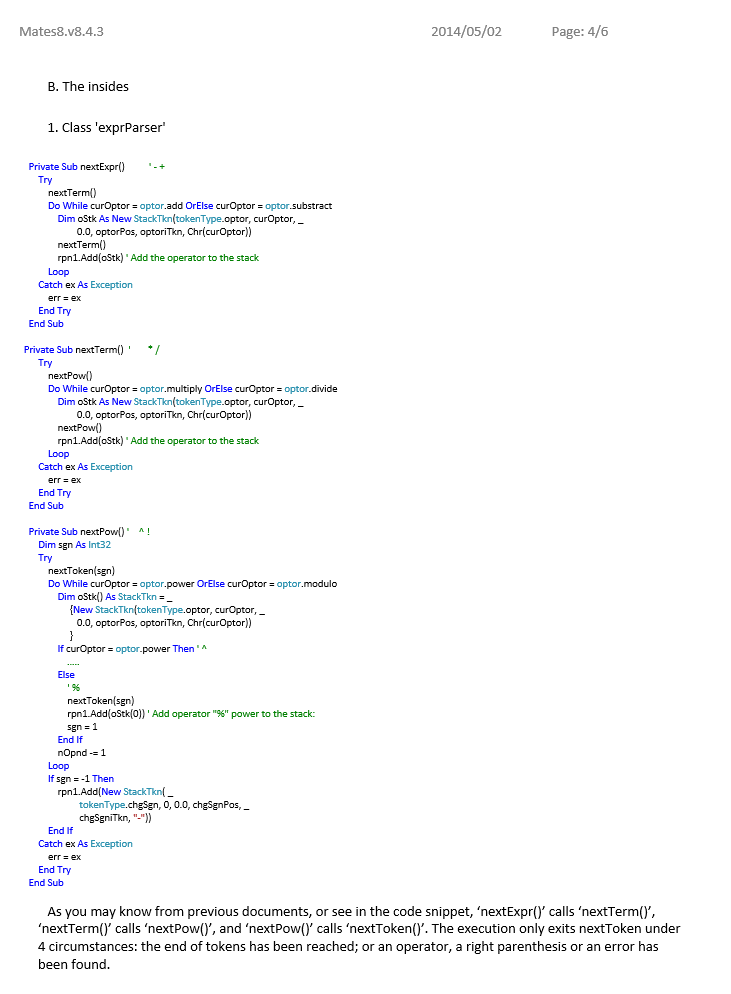 Mates8.v8.4.3 2014/05/02 Page: 4/6
B. The insides
1. Class 'exprParser'
Private Sub nextExpr() ' - +
Try
nextTerm()
Do While curOptor = optor.add OrElse curOptor = optor.substract
Dim oStk As New StackTkn(tokenType.optor, curOptor, _
0.0, optorPos, optoriTkn, Chr(curOptor))
nextTerm()
rpn1.Add(oStk) ' Add the operator to the stack
Loop
Catch ex As Exception
err = ex
End Try
End Sub
Private Sub nextTerm() ' * /
Try
nextPow()
Do While curOptor = optor.multiply OrElse curOptor = optor.divide
Dim oStk As New StackTkn(tokenType.optor, curOptor, _
0.0, optorPos, optoriTkn, Chr(curOptor))
nextPow()
rpn1.Add(oStk) ' Add the operator to the stack
Loop
Catch ex As Exception
err = ex
End Try
End Sub
Private Sub nextPow() ' ^ !
Dim sgn As Int32
Try
nextToken(sgn)
Do While curOptor = optor.power OrElse curOptor = optor.modulo
Dim oStk() As StackTkn = _
{New StackTkn(tokenType.optor, curOptor, _
0.0, optorPos, optoriTkn, Chr(curOptor))
}
If curOptor = optor.power Then ' ^
.....
Else
' %
nextToken(sgn)
rpn1.Add(oStk(0)) ' Add operator "%" power to the stack:
sgn = 1
End If
nOpnd -= 1
Loop
If sgn = -1 Then
rpn1.Add(New StackTkn( _
tokenType.chgSgn, 0, 0.0, chgSgnPos, _
chgSgniTkn, "-"))
End If
Catch ex As Exception
err = ex
End Try
End Sub
As you may know from previous documents, or see in the code snippet, ‘nextExpr()’ calls ‘nextTerm()’,
‘nextTerm()’ calls ‘nextPow()’, and ‘nextPow()’ calls ‘nextToken()’. The execution only exits nextToken under
4 circumstances: the end of tokens has been reached; or an operator, a right parenthesis or an error has
been found.